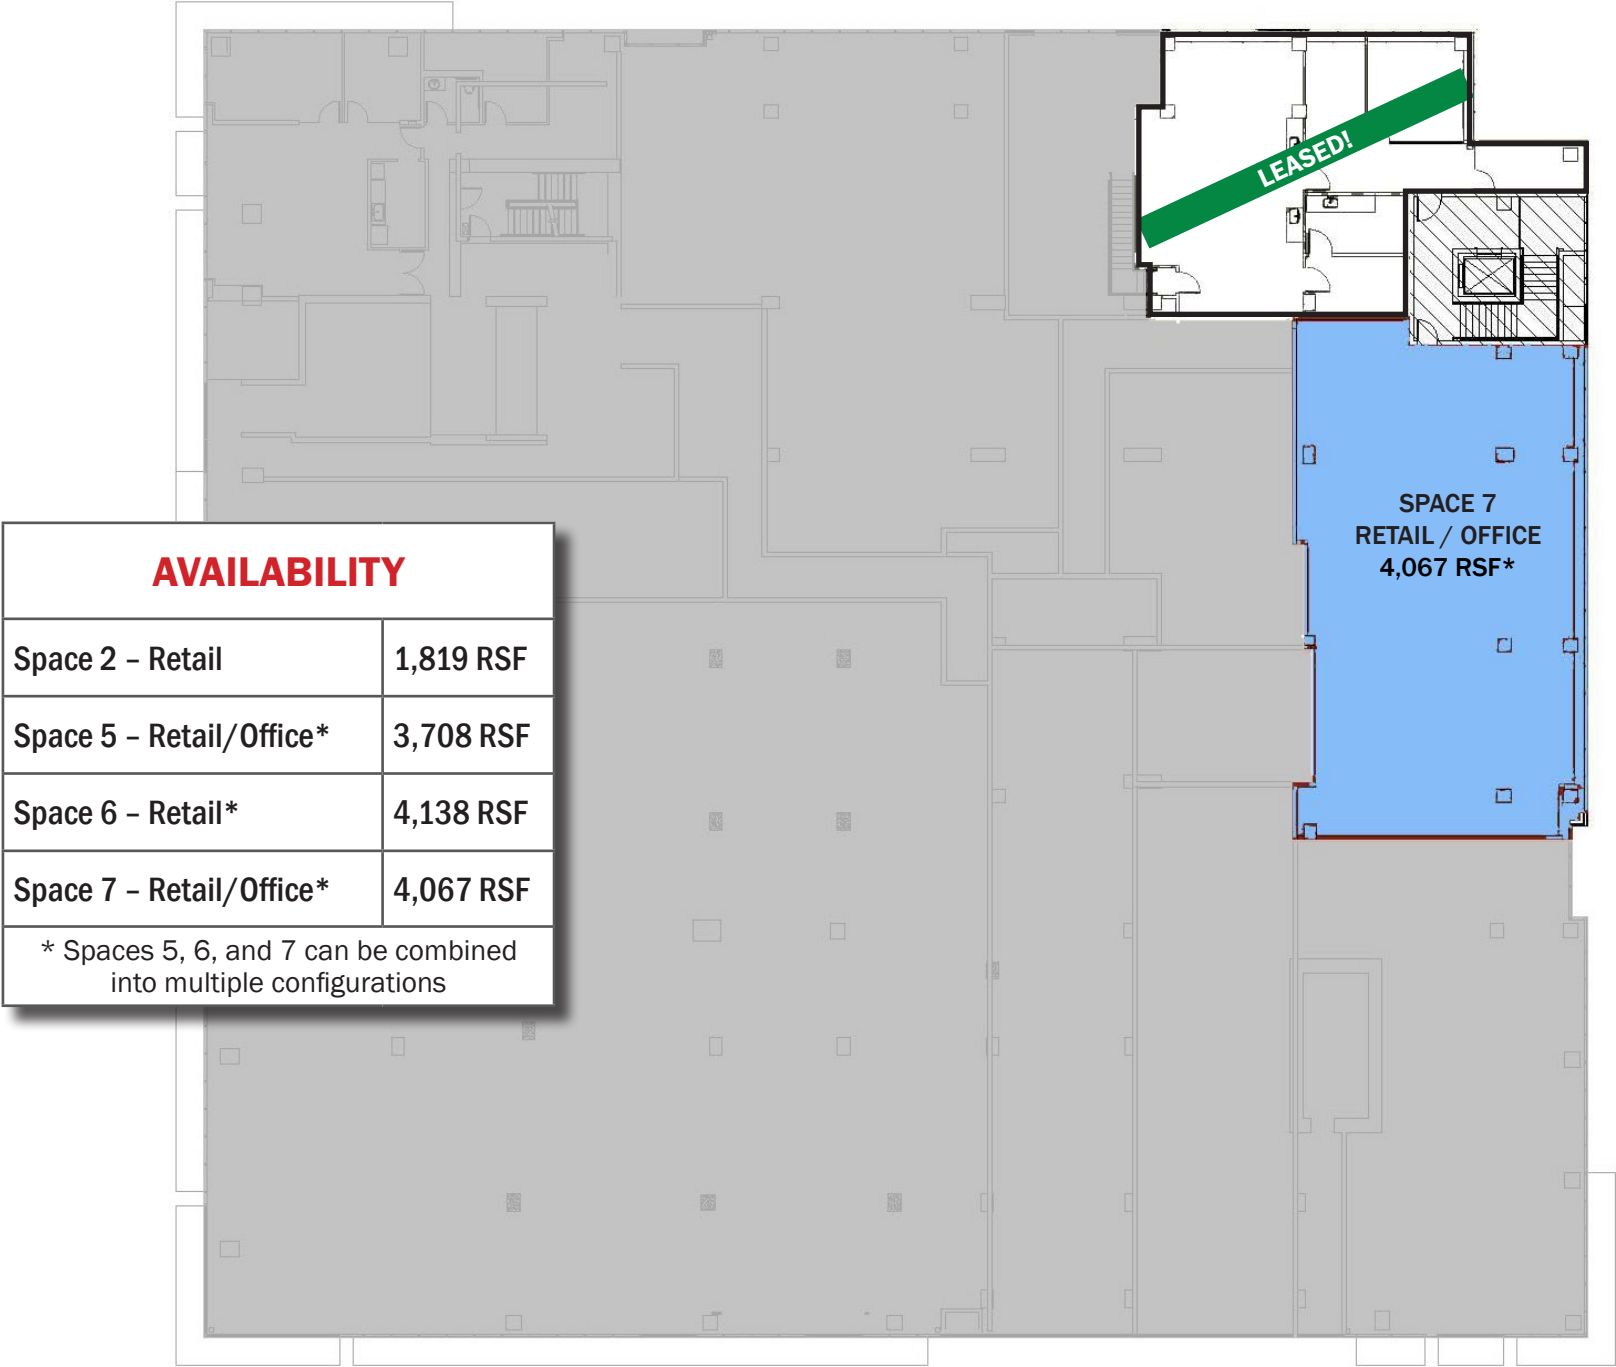 LEASED!
SPACE 7
RETAIL / OFFICE
4,067 RSF*
AVAILABILITY
Space 2 – Retail 1,819 RSF
Space 5 – Retail/Office* 3,708 RSF
Space 6 – Retail* 4,138 RSF
Space 7 – Retail/Office* 4,067 RSF
* Spaces 5, 6, and 7 can be combined
into multiple configurations